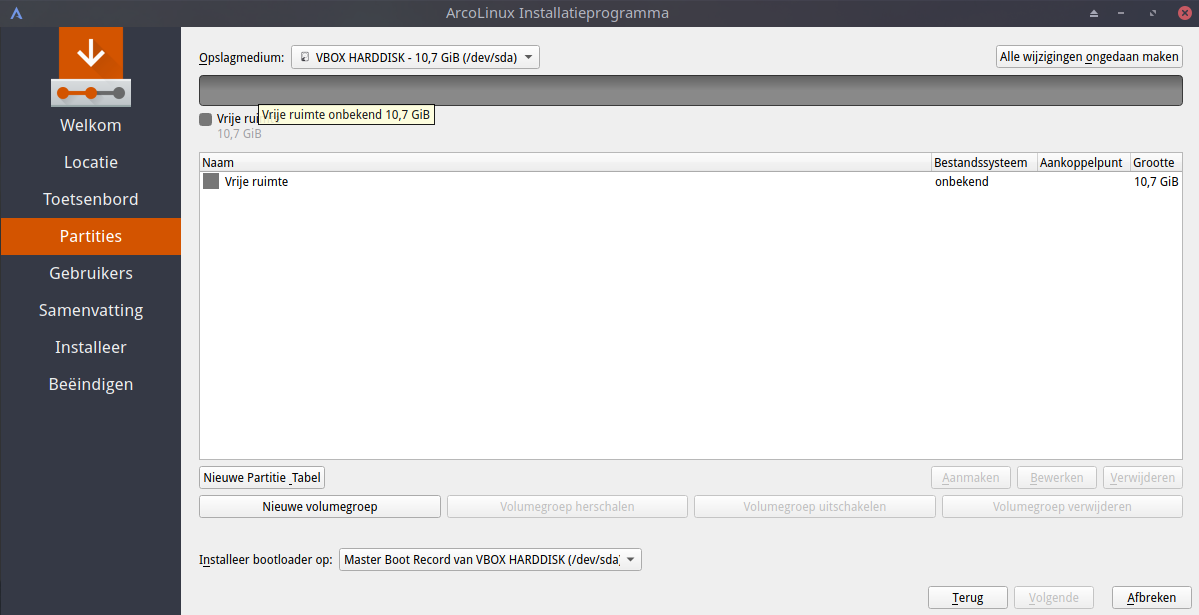 ArcoLinux Installatieprogramma
Welkom
Locatie
Toetsenbord
Partities
Gebruikers
Samenvatting
Installeer
Beëindigen
Opslagmedium: VBOX HARDDISK - 10,7 GiB (/dev/sda) Alle wijzigingen ongedaan maken
Vrije rui
Vrije ruimte onbekend 10,7 GiB
10,7 GiB
Naam Bestandssysteem Aankoppelpunt Grootte
Vrije ruimte onbekend 10,7 GiB
Nieuwe Partitie _Tabel Aanmaken Bewerken Verwijderen
Nieuwe volumegroep Volumegroep herschalen Volumegroep uitschakelen Volumegroep verwijderen
Installeer bootloader op: Master Boot Record van VBOX HARDDISK (/dev/sda)
Terug Volgende Afbreken